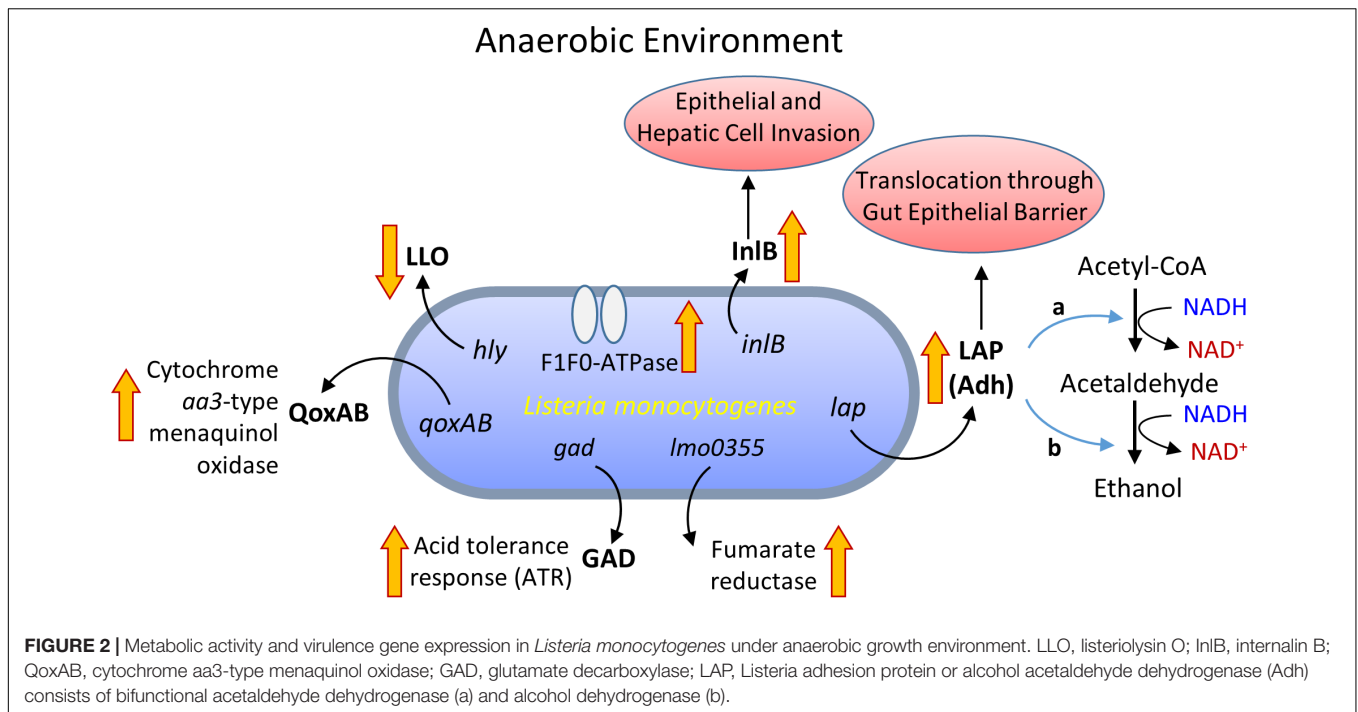 Anaerobic Environment
Epithelial and
Hepatic Cell Invasion
Translocation through
Gut Epithelial Barrier
LLO
InlB
hly
F1F0-ATPase
inlB
Cytochrome
aa3-type
menaquinol
oxidase
QoxAB
qoxAB
Listeria monocytogenes
lap
gad
lmo0355
LAP
(Adh)
Acetyl-CoA
a
NADH
NAD⁺
Acetaldehyde
NADH
b
NAD⁺
Ethanol
Acid tolerance
response (ATR)
GAD
Fumarate
reductase
FIGURE 2 | Metabolic activity and virulence gene expression in Listeria monocytogenes under anaerobic growth environment. LLO, listeriolysin O; InlB, internalin B;
QoxAB, cytochrome aa3-type menaquinol oxidase; GAD, glutamate decarboxylase; LAP, Listeria adhesion protein or alcohol acetaldehyde dehydrogenase (Adh)
consists of bifunctional acetaldehyde dehydrogenase (a) and alcohol dehydrogenase (b).